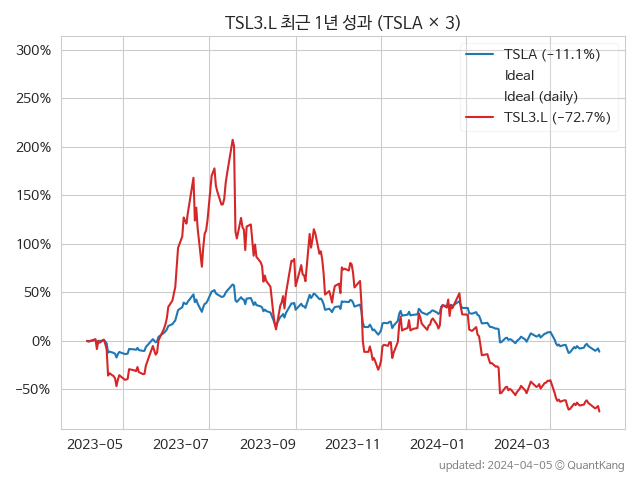 TSL3.L 최근 1년 성과 (TSLA × 3)
300%
250%
200%
150%
100%
50%
0%
−50%
TSLA (−11.1%)
Ideal
Ideal (daily)
TSL3.L (−72.7%)
2023−05 2023−07 2023−09 2023−11 2024−01 2024−03
updated: 2024−04−05 ⓒ QuantKang